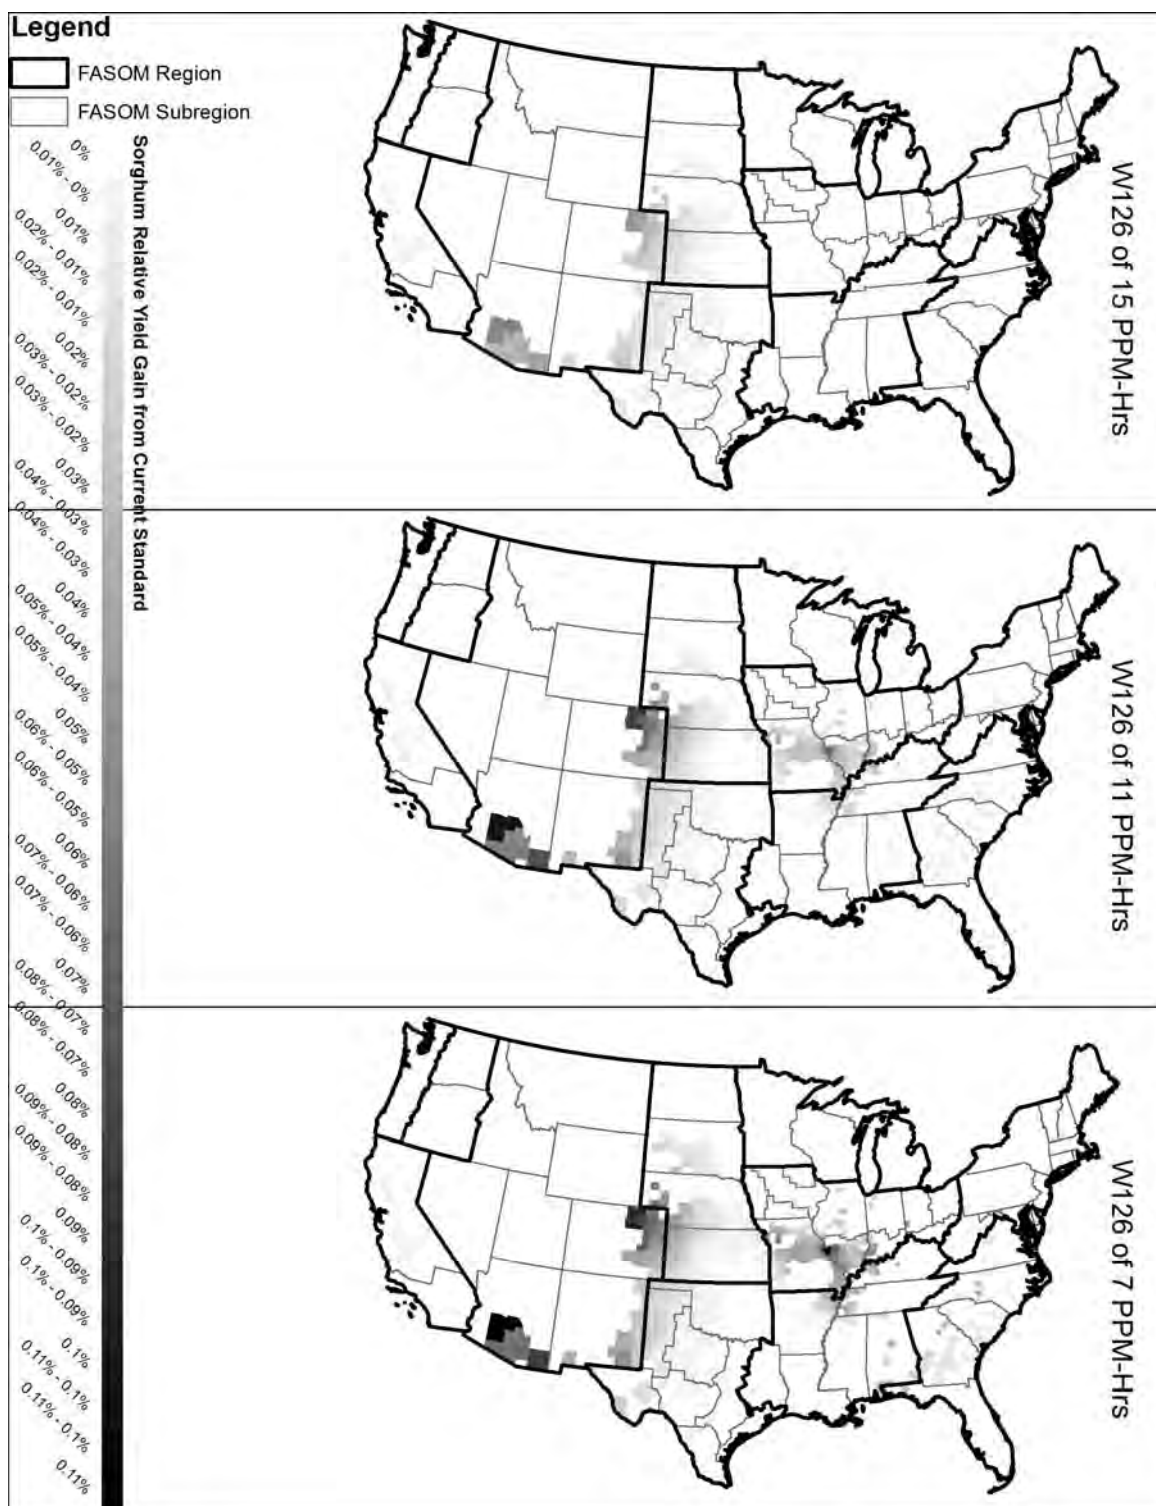 Legend
FASOM Region
FASOM Subregion
Sorghum Relative Yield Gain from Current Standard
0%
0.01% - 0%
0.01%
0.02% - 0.01%
0.02% - 0.01%
0.02%
0.03% - 0.02%
0.03% - 0.02%
0.03%
0.04% - 0.03%
0.04% - 0.03%
0.04%
0.05% - 0.04%
0.05% - 0.04%
0.05%
0.06% - 0.05%
0.06% - 0.05%
0.06%
0.07% - 0.06%
0.07% - 0.06%
0.07%
0.08% - 0.07%
0.08% - 0.07%
0.08%
0.09% - 0.08%
0.09% - 0.08%
0.09%
0.1% - 0.09%
0.1% - 0.09%
0.1%
0.11% - 0.1%
0.11% - 0.1%
0.11%
W126 of 15 PPM-Hrs
W126 of 11 PPM-Hrs
W126 of 7 PPM-Hrs